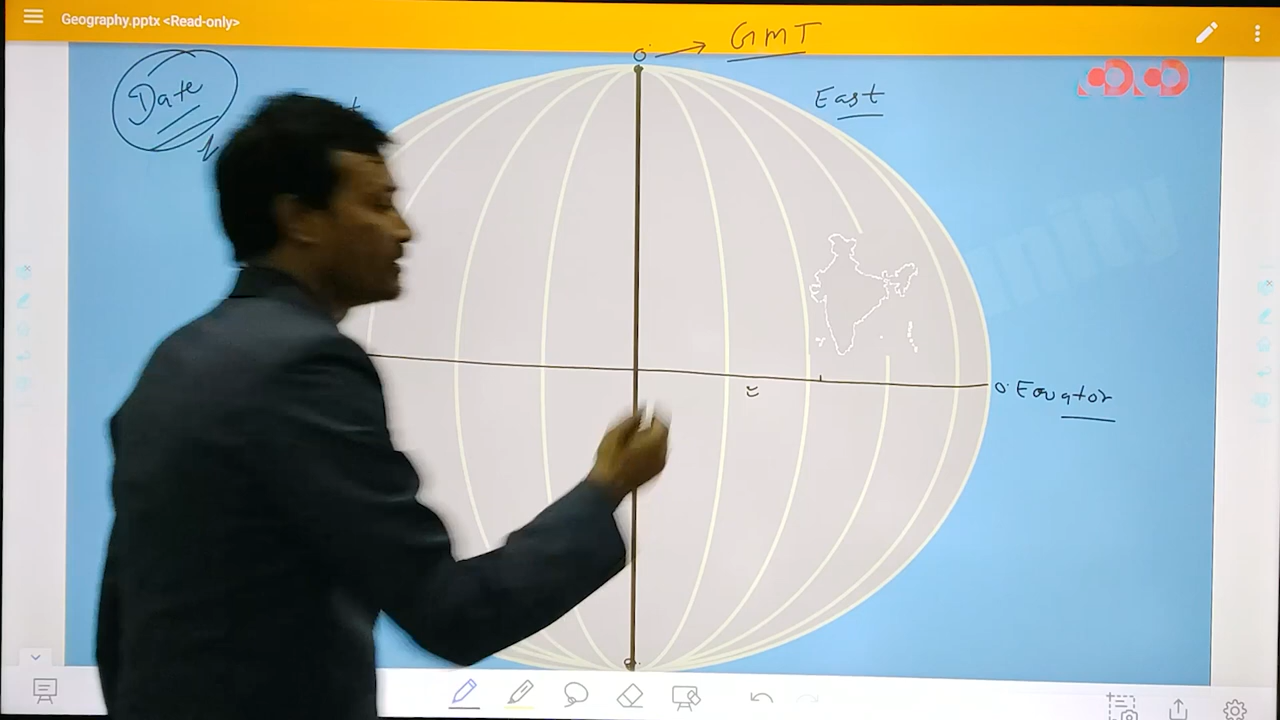 Geography.pptx <Read-only>
0° → GMT
Date
East
0° Equator